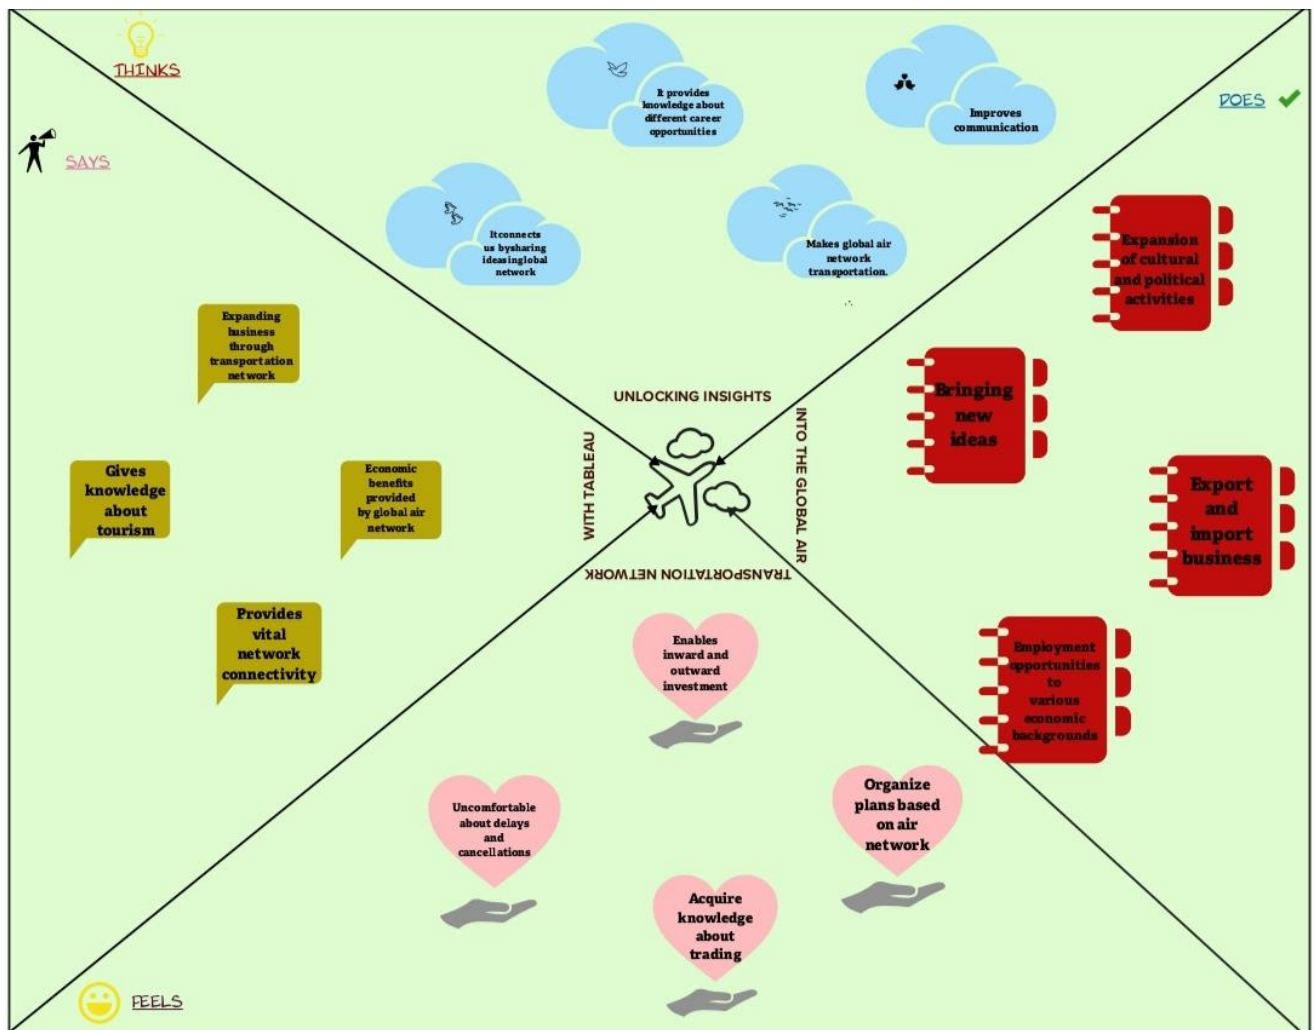 THINKS
SAYS
It provides
knowledge about
different career
opportunities
Improves
communication
DOES
Itconnects
us bysharing
ideasinglobal
network
Makes global air
network
transportation.
Expansion
of cultural
and political
activities
Expanding
business
through
transportation
network
Bringing
new
ideas
UNLOCKING INSIGHTS
INTO THE GLOBAL AIR
TRANSPORTATION NETWORK
WITH TABLEAU
Gives
knowledge
about
tourism
Economic
benefits
provided
by global air
network
Export
and
import
business
Provides
vital
network
connectivity
Enables
inward and
outward
investment
Employment
opportunities
to
various
economic
backgrounds
Uncomfortable
about delays
and
cancellations
Organize
plans based
on air
network
Acquire
knowledge
about
trading
FEELS